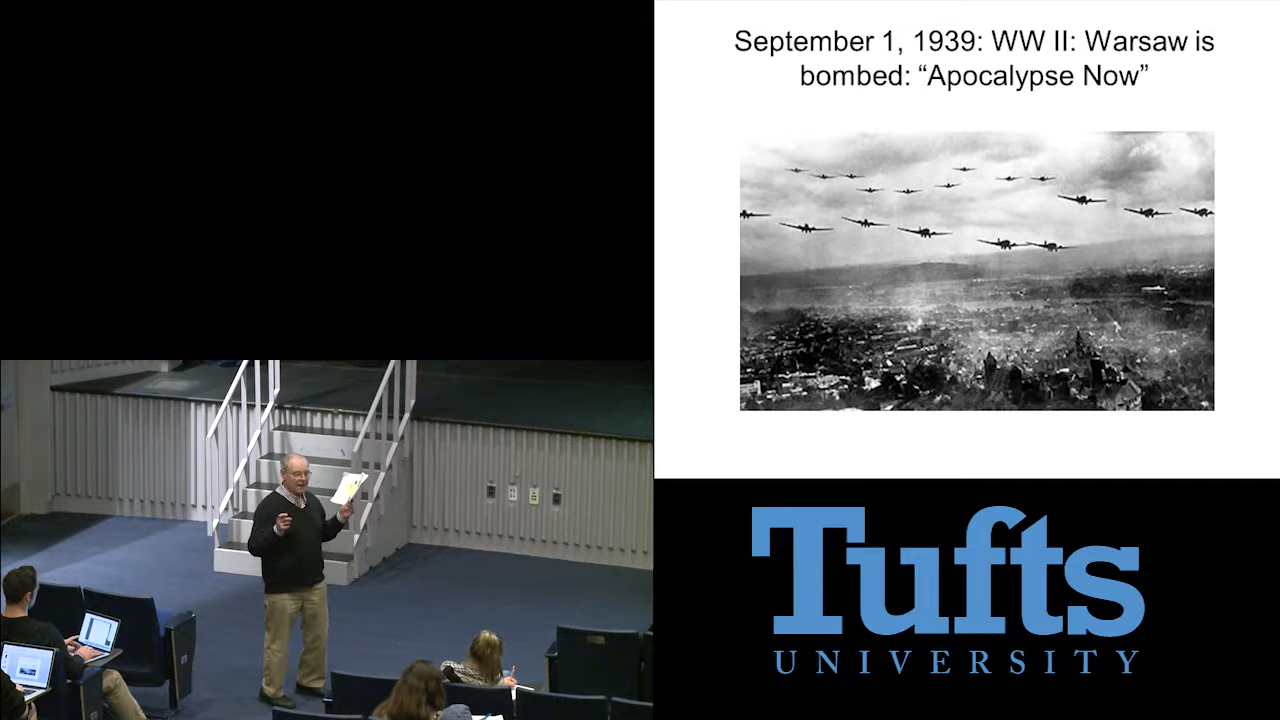 September 1, 1939: WW II: Warsaw is
bombed: “Apocalypse Now”
Tufts
UNIVERSITY